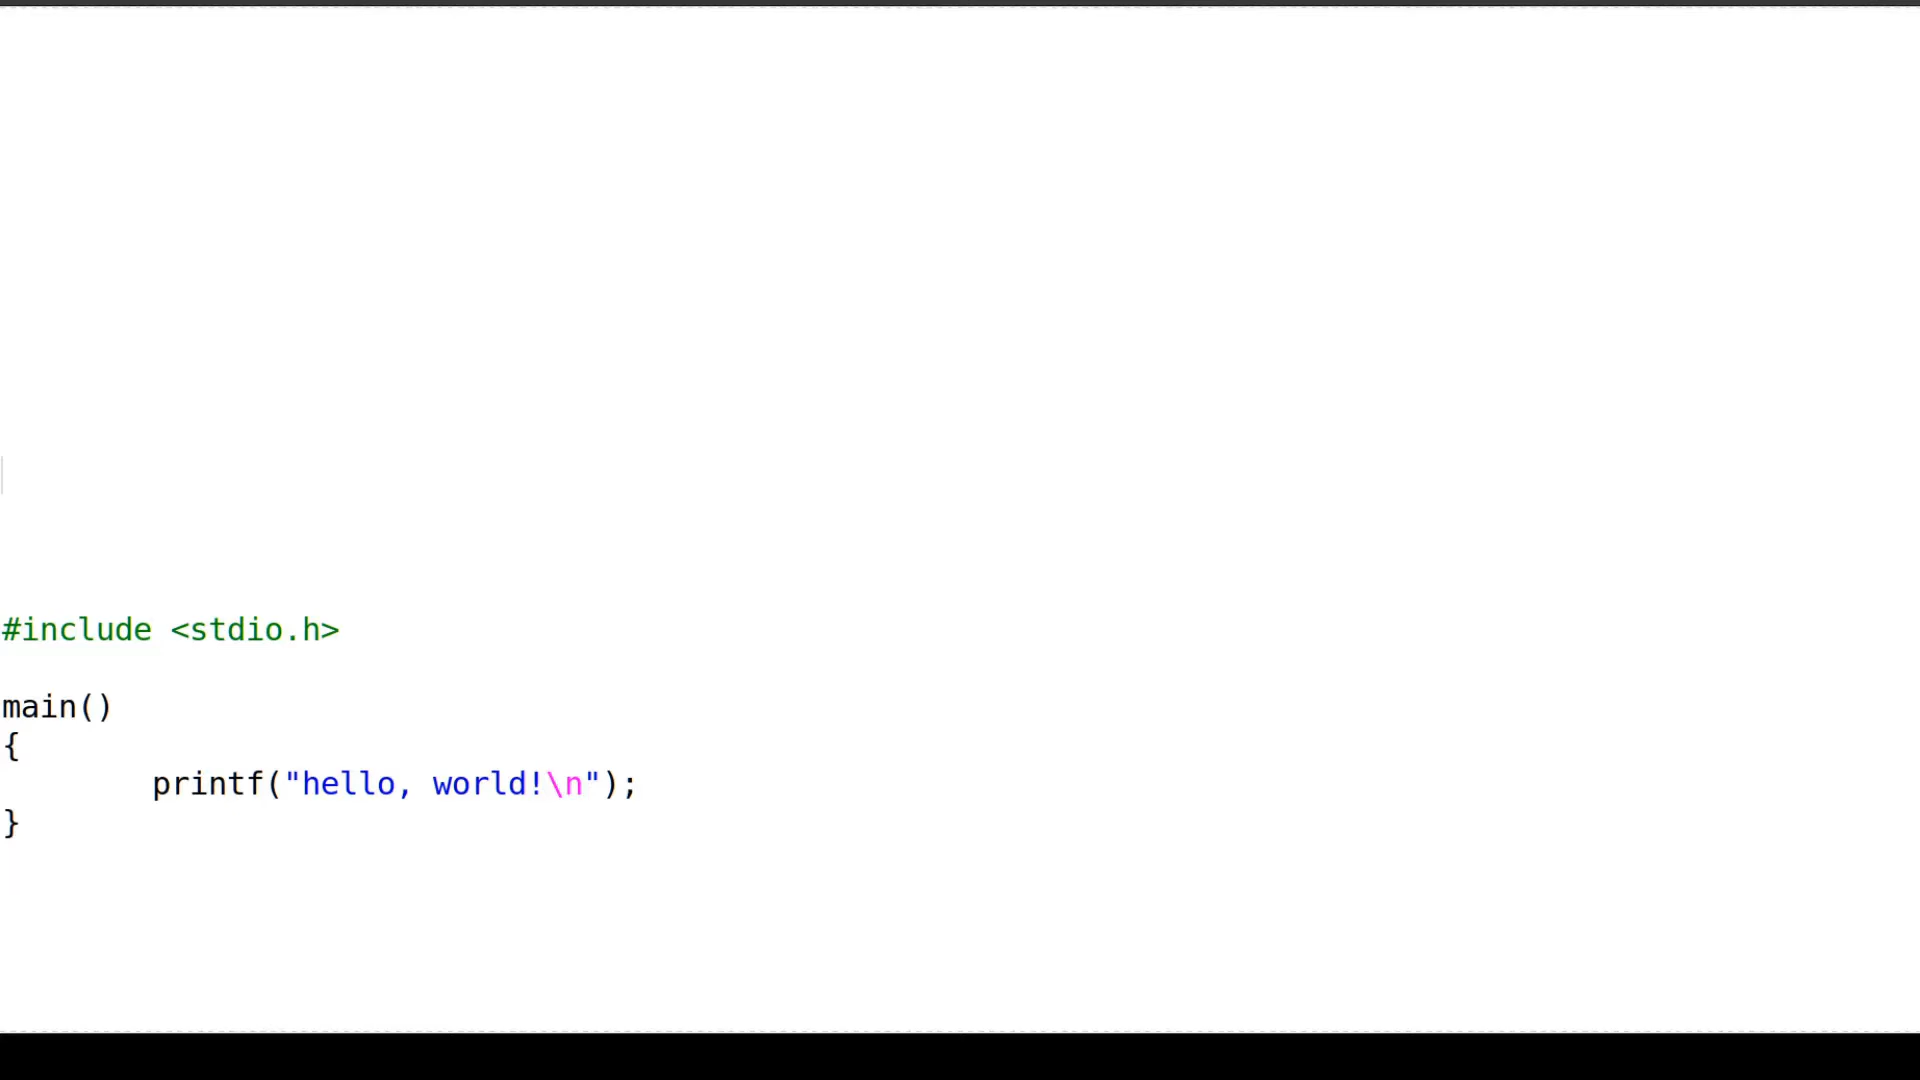 #include <stdio.h>
main()
{
        printf("hello, world!\n");
}